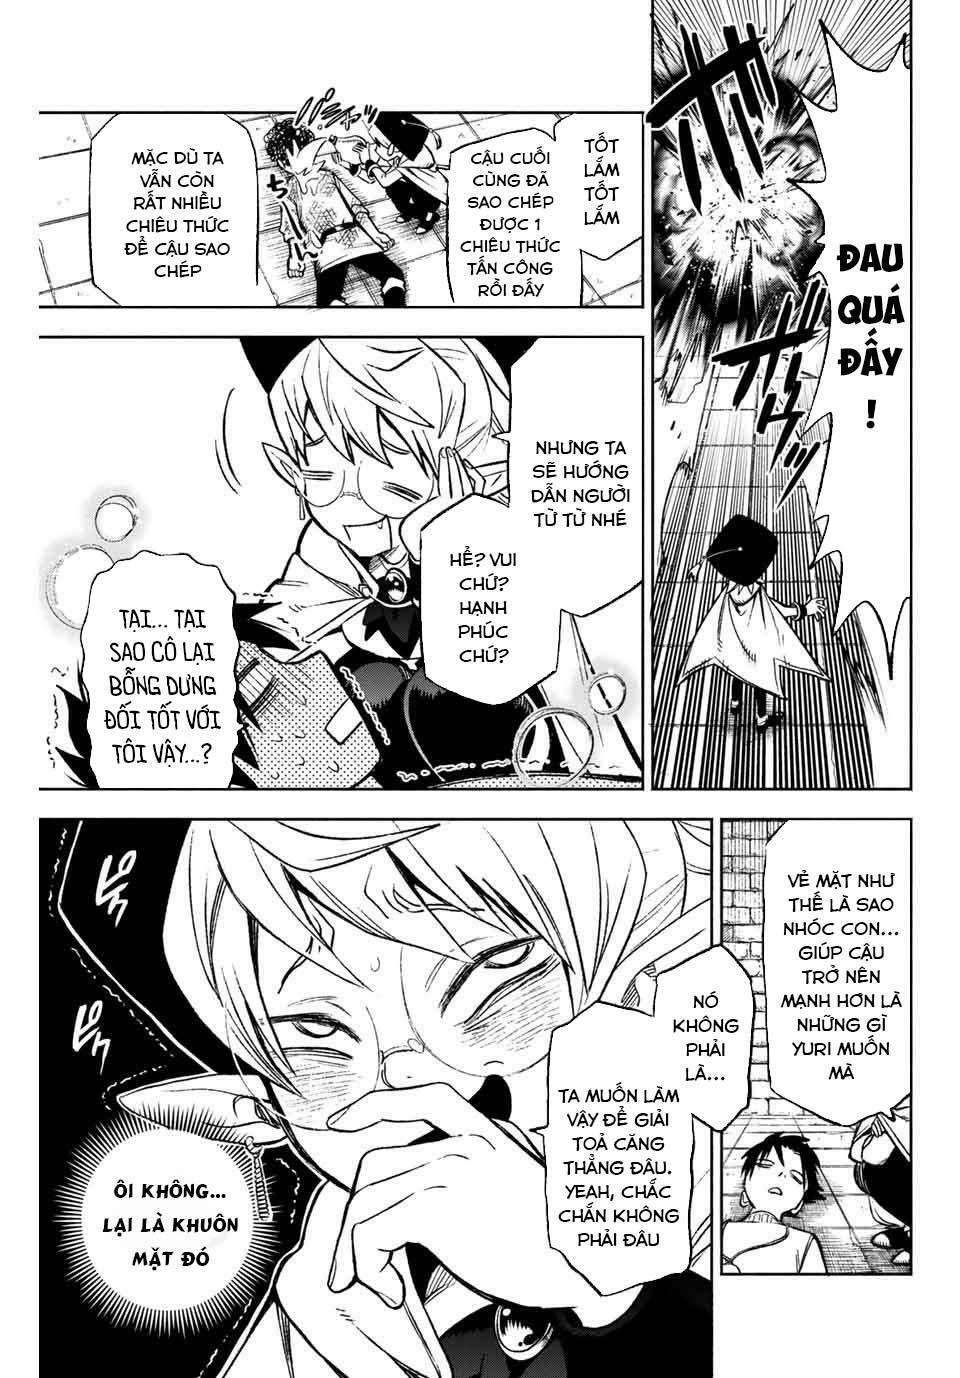 ĐAU
QUÁ
ĐẤY
!
TỐT
LẮM
TỐT
LẮM
CẬU CUỐI
CÙNG ĐÃ
SAO CHÉP
ĐƯỢC 1
CHIÊU THỨC
TẤN CÔNG
RỒI ĐẤY
MẶC DÙ TA
VẪN CÒN
RẤT NHIỀU
CHIÊU THỨC
ĐỂ CẬU SAO
CHÉP
NHƯNG TA
SẼ HƯỚNG
DẪN NGƯỜI
TỪ TỪ NHÉ
HỂ? VUI
CHỨ?
HẠNH
PHÚC
CHỨ?
TẠI... TẠI
SAO CÔ LẠI
BỖNG DƯNG
ĐỐI TỐT VỚI
TÔI VẬY...?
VẺ MẶT NHƯ
THẾ LÀ SAO
NHÓC CON...
GIÚP CẬU
TRỞ NÊN
MẠNH HƠN LÀ
NHỮNG GÌ
YURI MUỐN
MÀ
NÓ
KHÔNG
PHẢI
LÀ...
TA MUỐN LÀM
VẬY ĐỂ GIẢI
TOẢ CĂNG
THẲNG ĐÂU.
YEAH, CHẮC
CHẮN KHÔNG
PHẢI ĐÂU
ÔI KHÔNG...
LẠI LÀ KHUÔN
MẶT ĐÓ